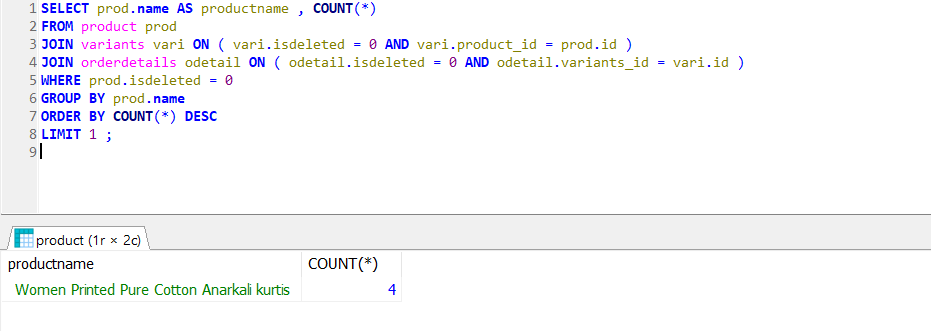 1 SELECT prod.name AS productname , COUNT(*)
2 FROM product prod
3 JOIN variants vari ON ( vari.isdeleted = 0 AND vari.product_id = prod.id )
4 JOIN orderdetails odetail ON ( odetail.isdeleted = 0 AND odetail.variants_id = vari.id )
5 WHERE prod.isdeleted = 0
6 GROUP BY prod.name
7 ORDER BY COUNT(*) DESC
8 LIMIT 1 ;
9
product (1r × 2c)
productname COUNT(*)
Women Printed Pure Cotton Anarkali kurtis 4